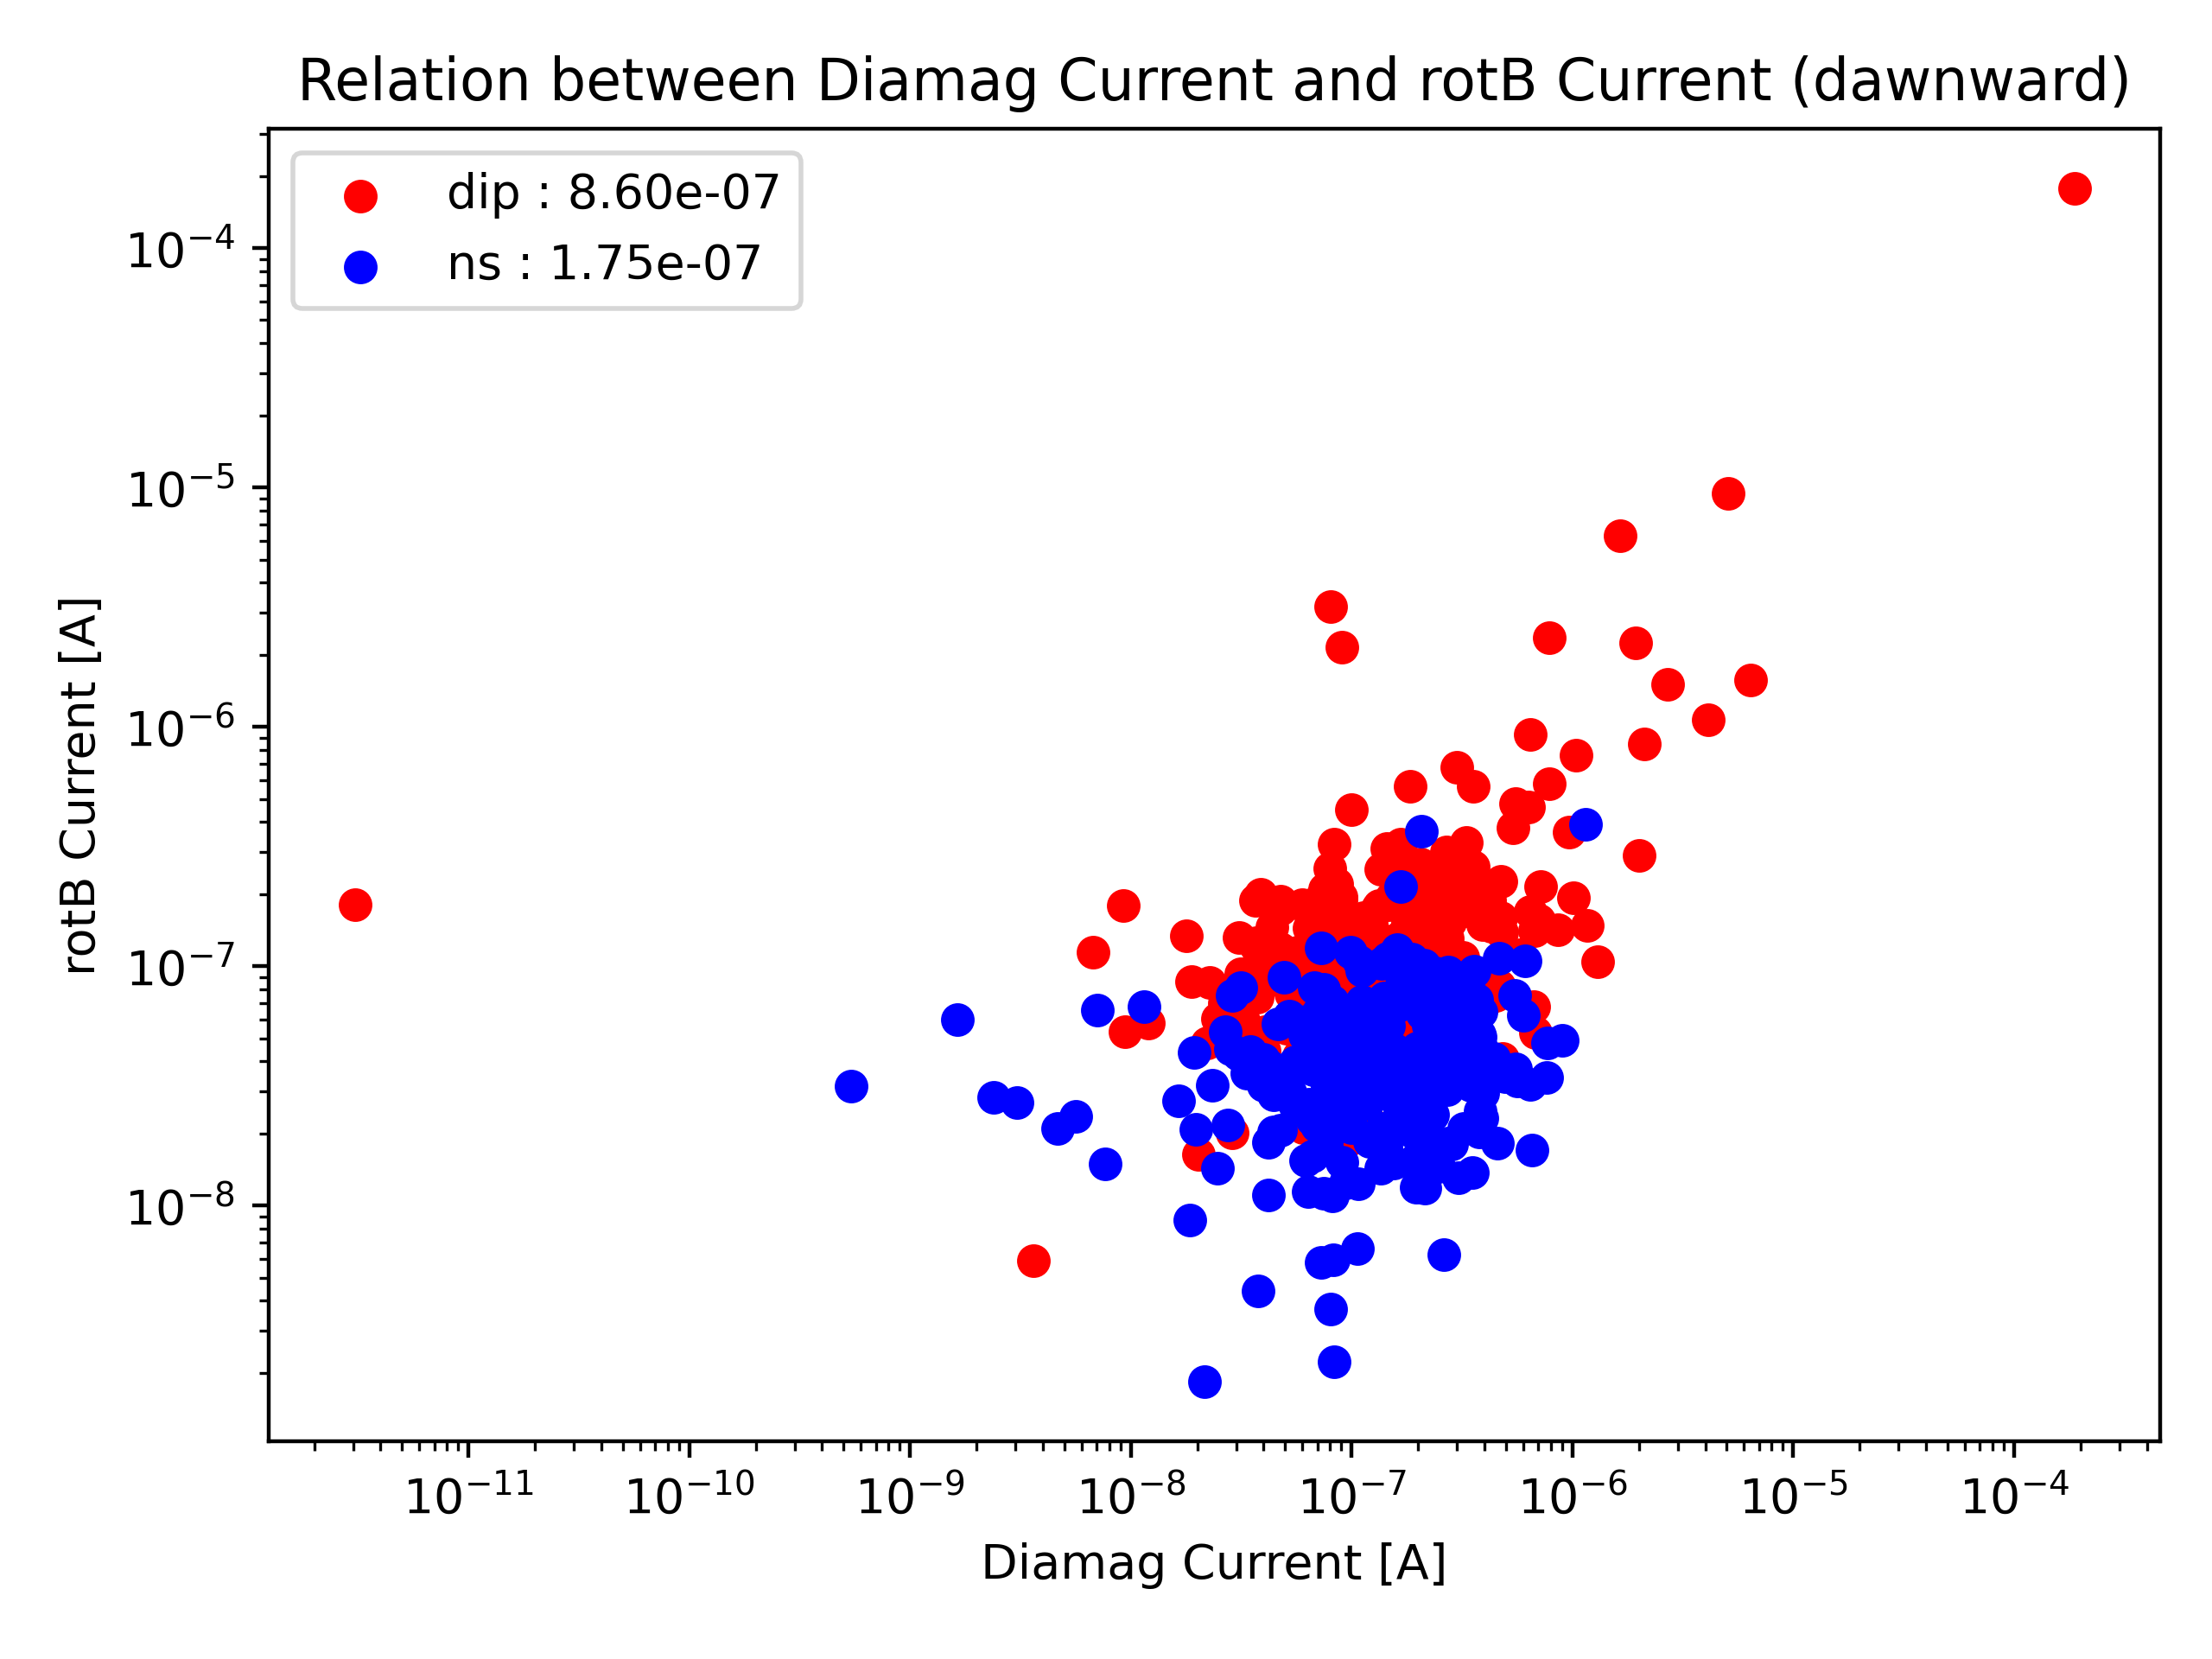 Relation between Diamag Current and rotB Current (dawnward)
dip : 8.60e-07
ns : 1.75e-07
rotB Current [A]
10⁻⁴
10⁻⁵
10⁻⁶
10⁻⁷
10⁻⁸
10⁻¹¹ 10⁻¹⁰ 10⁻⁹ 10⁻⁸ 10⁻⁷ 10⁻⁶ 10⁻⁵ 10⁻⁴
Diamag Current [A]